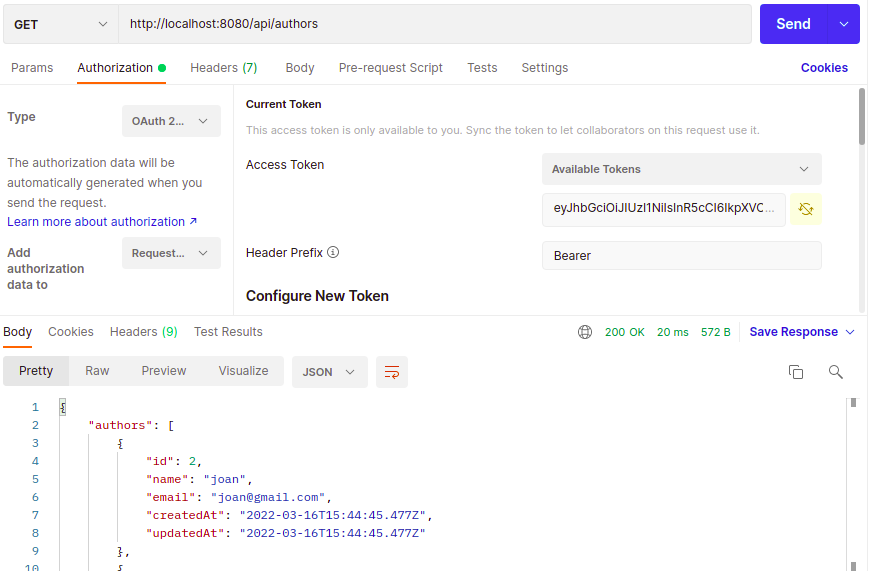 GET http://localhost:8080/api/authors Send
Params Authorization Headers (7) Body Pre-request Script Tests Settings Cookies
Type OAuth 2...
The authorization data will be
automatically generated when you
send the request.
Learn more about authorization ↗
Add
authorization
data to
Request...
Current Token
This access token is only available to you. Sync the token to let collaborators on this request use it.
Access Token Available Tokens
eyJhbGciOiJIUzI1NiIsInR5cCI6IkpXVC...
Header Prefix Bearer
Configure New Token
Body Cookies Headers (9) Test Results 200 OK 20 ms 572 B Save Response
Pretty Raw Preview Visualize JSON
1 {
2 "authors": [
3 {
4 "id": 2,
5 "name": "joan",
6 "email": "joan@gmail.com",
7 "createdAt": "2022-03-16T15:44:45.477Z",
8 "updatedAt": "2022-03-16T15:44:45.477Z"
9 },
10 {